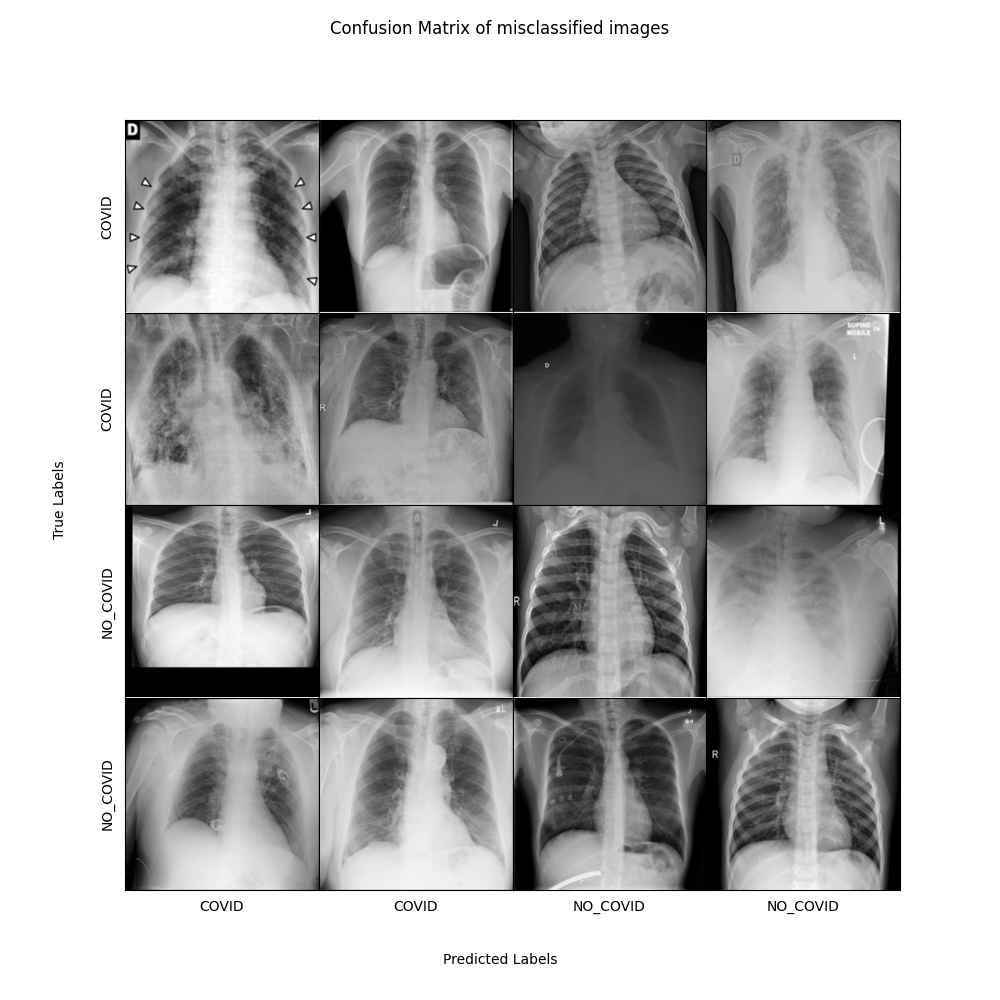 Confusion Matrix of misclassified images
D
D
COVID
SUPINE
MOBILE
L
D
R
COVID
True Labels
L
R
NO_COVID
L
R
NO_COVID
COVID COVID NO_COVID NO_COVID
Predicted Labels